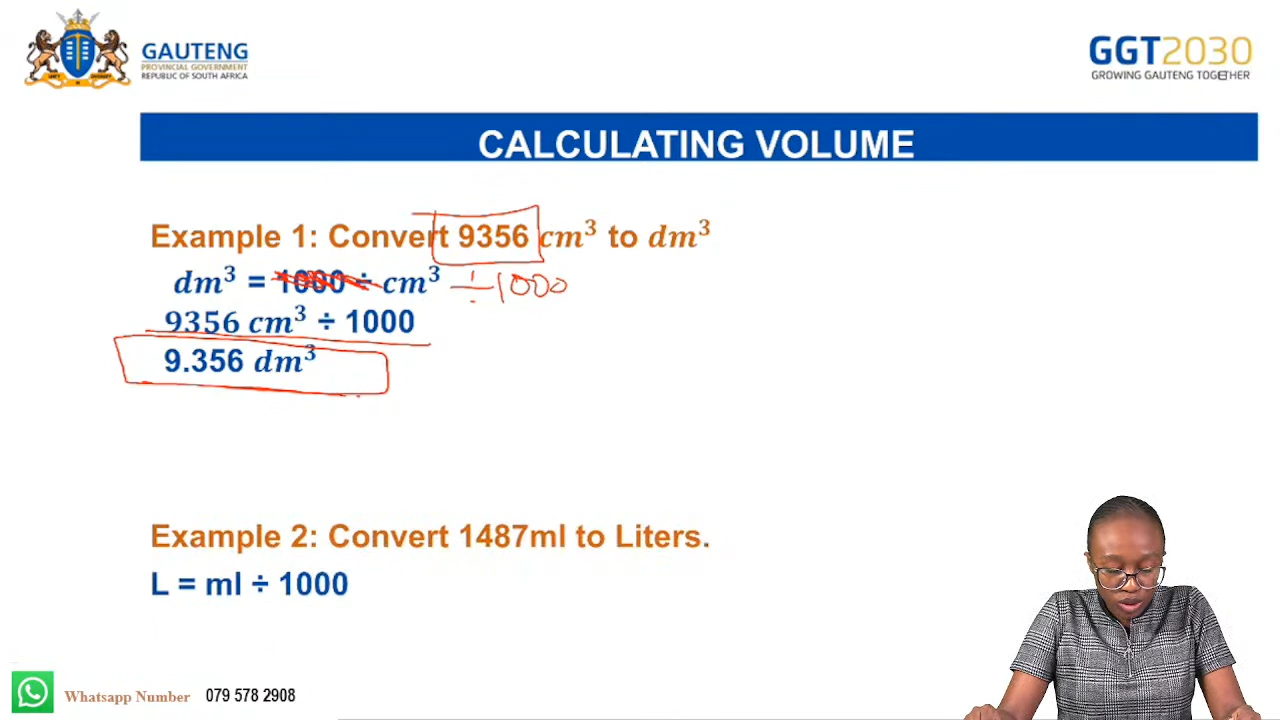 GAUTENG
PROVINCIAL GOVERNMENT
REPUBLIC OF SOUTH AFRICA
GGT2030
GROWING GAUTENG TOGETHER
CALCULATING VOLUME
Example 1: Convert 9356 cm³ to dm³
dm³ = 1000 ÷ cm³ ÷1000
9356 cm³ ÷ 1000
9.356 dm³
Example 2: Convert 1487ml to Liters.
L = ml ÷ 1000
Whatsapp Number 079 578 2908